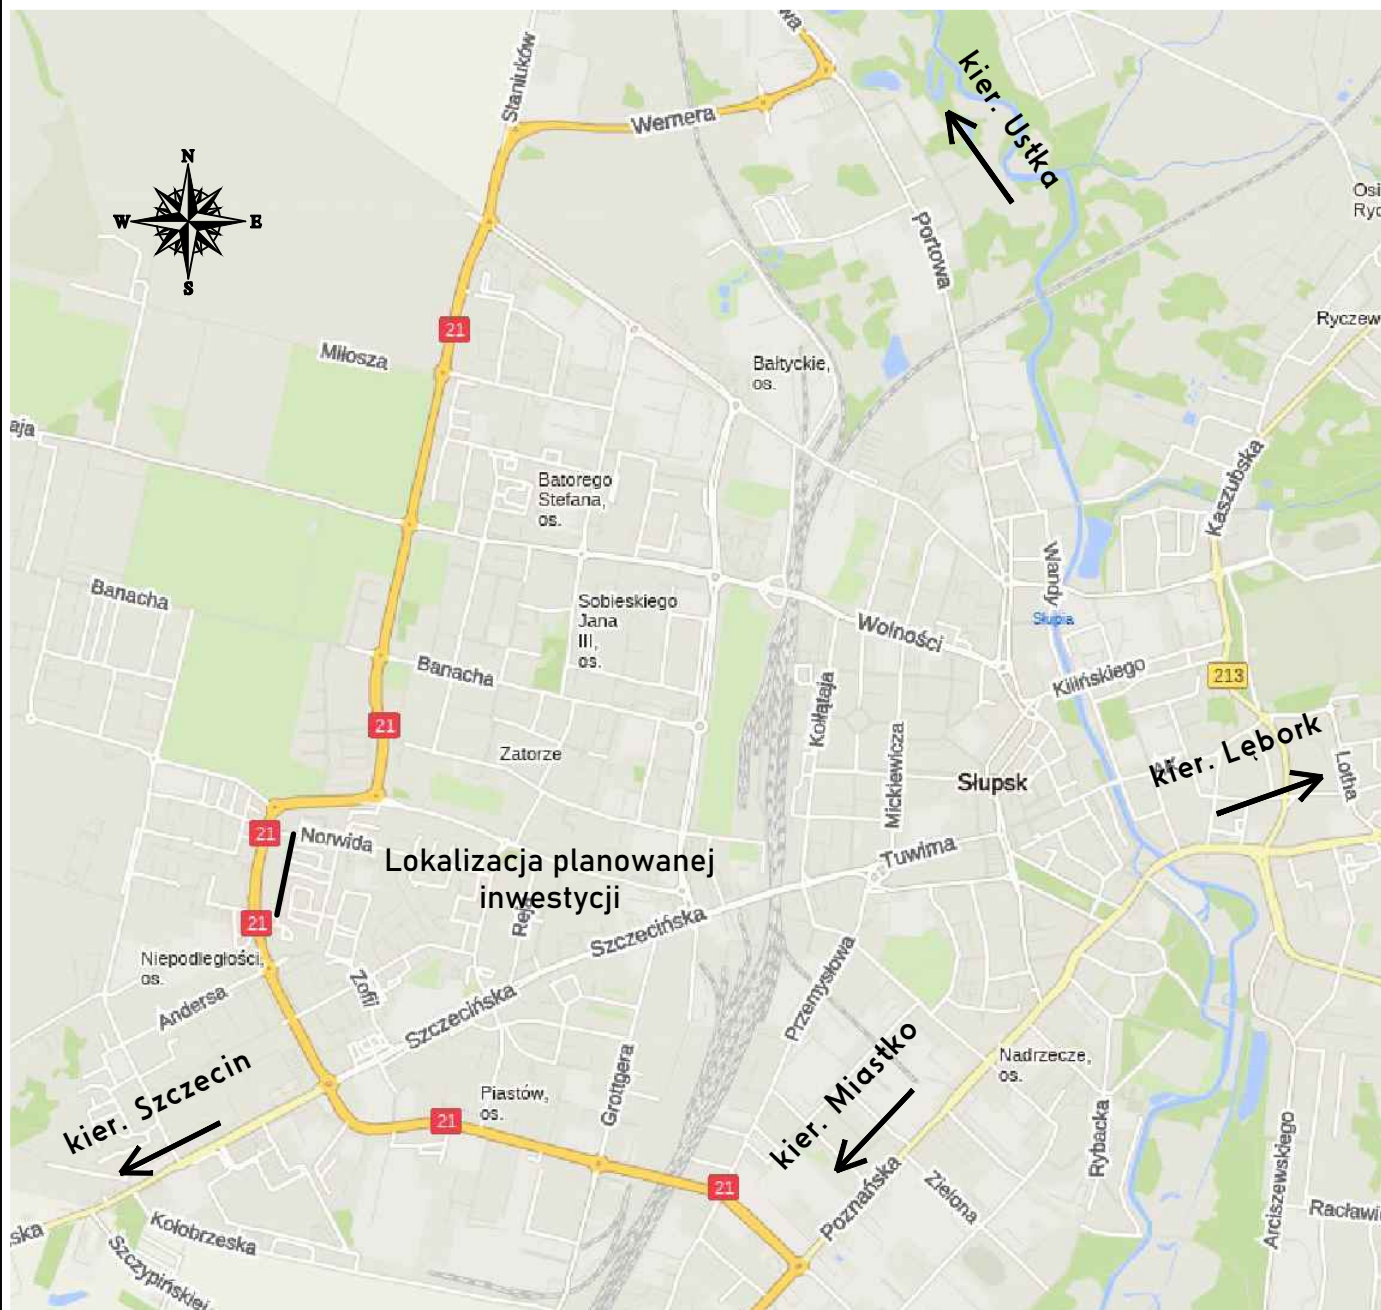 wa
Staniuków
Wernera
kier. Ustka
N
W
E
S
Portowa
Osi
Ryc
21
Miłosza
Bałtyckie,
os.
Ryczew
aja
Batorego
Stefana,
os.
Kaszubska
Wandy
Banacha
Sobieskiego
Jana
III,
os.
Słupia
Wolności
Banacha
Kilińskiego
213
21
Kołłątaja
Zatorze
Mickiewicza
Słupsk
AK
kier. Lębork
Lotha
21
Norwida
Lokalizacja planowanej
inwestycji
Tuwima
21
Reja
Szczecińska
Niepodległości,
os.
Zofii
Andersa
Przemysłowa
Szczecińska
kier. Szczecin
Piastów,
os.
Grottgera
kier. Miastko
Nadrzecze,
os.
21
Rybacka
Arciszewskiego
21
Poznańska
Zielona
Racławi
ska
Kołobrzeska
Szczypińskiej